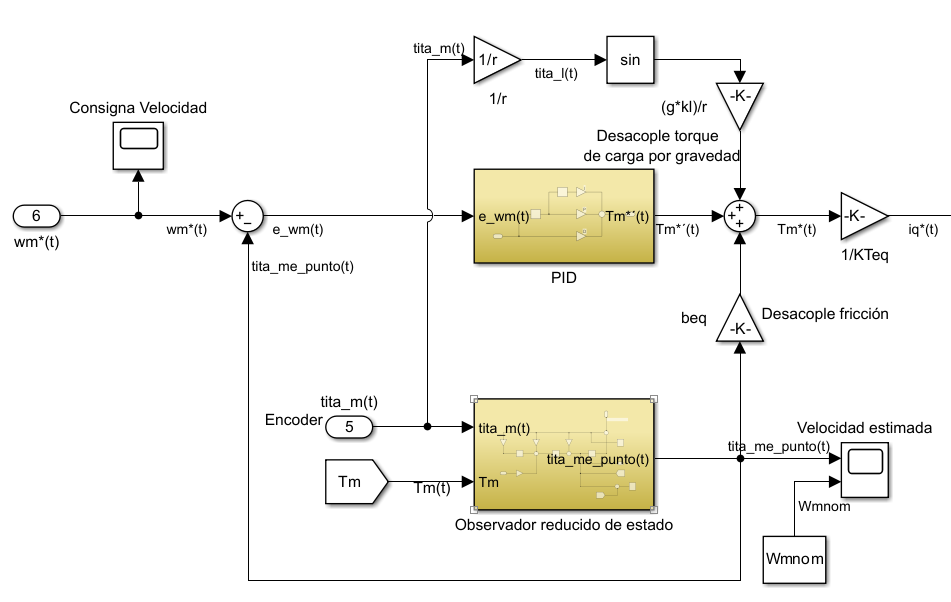 tita_m(t)
1/r
tita_l(t)
sin
1/r
-K-
(g*kl)/r
Consigna Velocidad
Desacople torque
de carga por gravedad
6
wm*(t)
wm*(t)
+
−
e_wm(t)
tita_me_punto(t)
e_wm(t)
Tm*´(t)
PID
Tm*´(t)
+
+
+
Tm*(t)
-K-
1/KTeq
iq*(t)
beq
-K-
Desacople fricción
tita_m(t)
Encoder
5
Tm
Tm(t)
tita_m(t)
tita_me_punto(t)
Tm
Observador reducido de estado
tita_me_punto(t)
Velocidad estimada
Wmnom
Wmnom